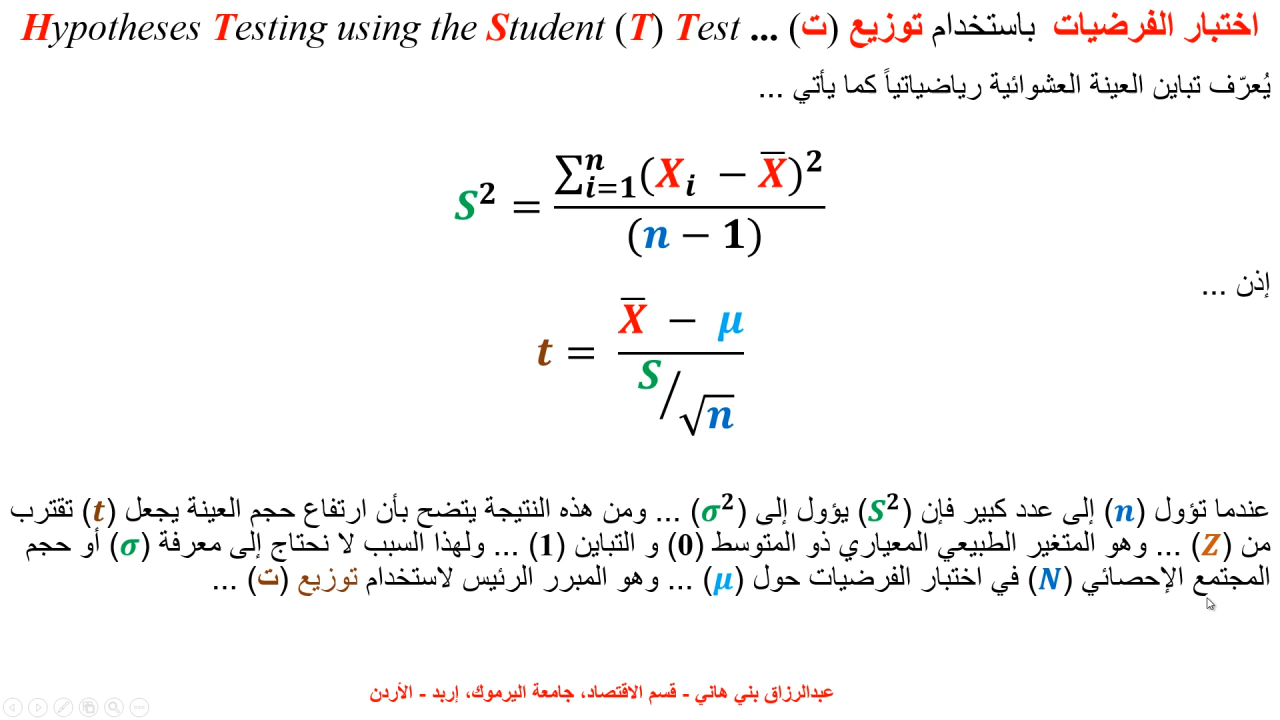 اختبار الفرضيات باستخدام توزيع (ت) ... Hypotheses Testing using the Student (T) Test
يُعرّف تباين العينة العشوائية رياضياتياً كما يأتي ...
S² = ∑ⁿᵢ₌₁(Xᵢ − X̅)² / (n − 1)
إذن ...
t = (X̅ − μ) / (S/√n)
عندما تؤول (n) إلى عدد كبير فإن (S²) يؤول إلى (σ²) ... ومن هذه النتيجة يتضح بأن ارتفاع حجم العينة يجعل (t) تقترب
من (Z) ... وهو المتغير الطبيعي المعياري ذو المتوسط (0) و التباين (1) ... ولهذا السبب لا نحتاج إلى معرفة (σ) أو حجم
المجتمع الإحصائي (N) في اختبار الفرضيات حول (μ) ... وهو المبرر الرئيس لاستخدام توزيع (ت) ...
عبدالرزاق بني هاني - قسم الاقتصاد، جامعة اليرموك، إربد - الأردن